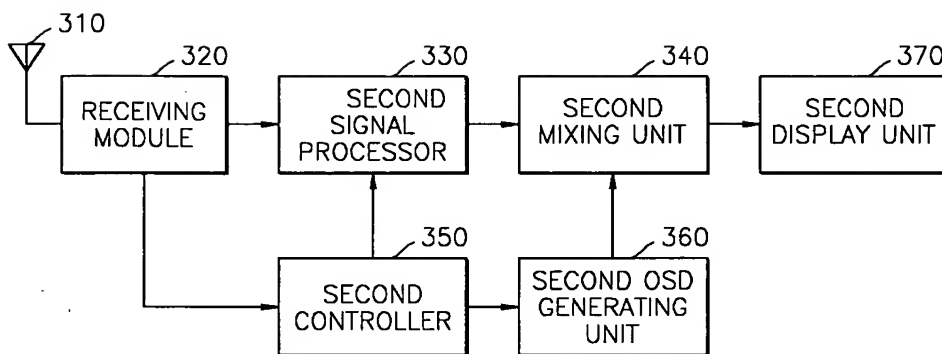 310
320
330
340
370
RECEIVING
MODULE
SECOND
SIGNAL
PROCESSOR
SECOND
MIXING UNIT
SECOND
DISPLAY UNIT
350
360
SECOND
CONTROLLER
SECOND OSD
GENERATING
UNIT